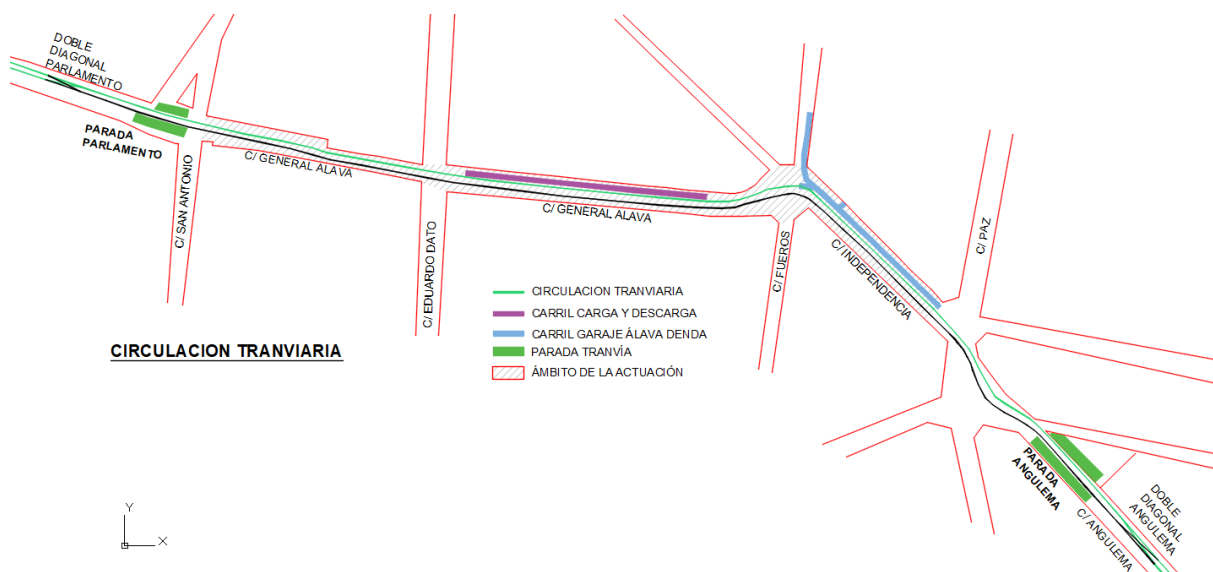 DOBLE
DIAGONAL
PARLAMENTO
PARADA
PARLAMENTO
C/ SAN ANTONIO
C/ GENERAL ALAVA
C/ EDUARDO DATO
C/ GENERAL ALAVA
C/ FUEROS
C/ INDEPENDENCIA
C/ PAZ
CIRCULACION TRANVIARIA
CIRCULACION TRANVIARIA
CARRIL CARGA Y DESCARGA
CARRIL GARAJE ÁLAVA DENDA
PARADA TRANVÌA
ÁMBITO DE LA ACTUACIÓN
PARADA
ANGULEMA
C/ ANGULEMA
DOBLE
DIAGONAL
ANGULEMA
Y
X